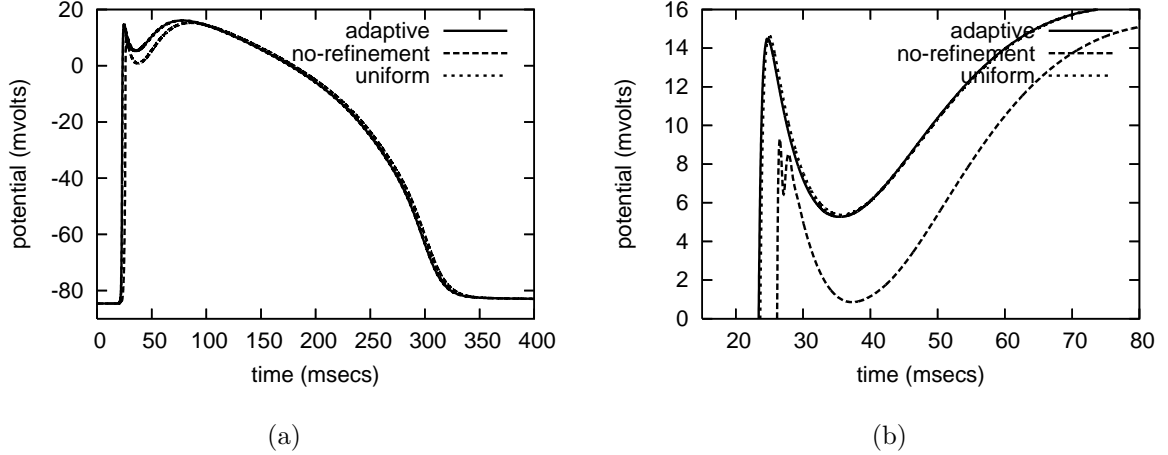 20
0
-20
-40
-60
-80
potential (mvolts)
0 50 100 150 200 250 300 350 400
time (msecs)
adaptive
no-refinement
uniform
(a)
16
14
12
10
8
6
4
2
0
potential (mvolts)
20 30 40 50 60 70 80
time (msecs)
adaptive
no-refinement
uniform
(b)